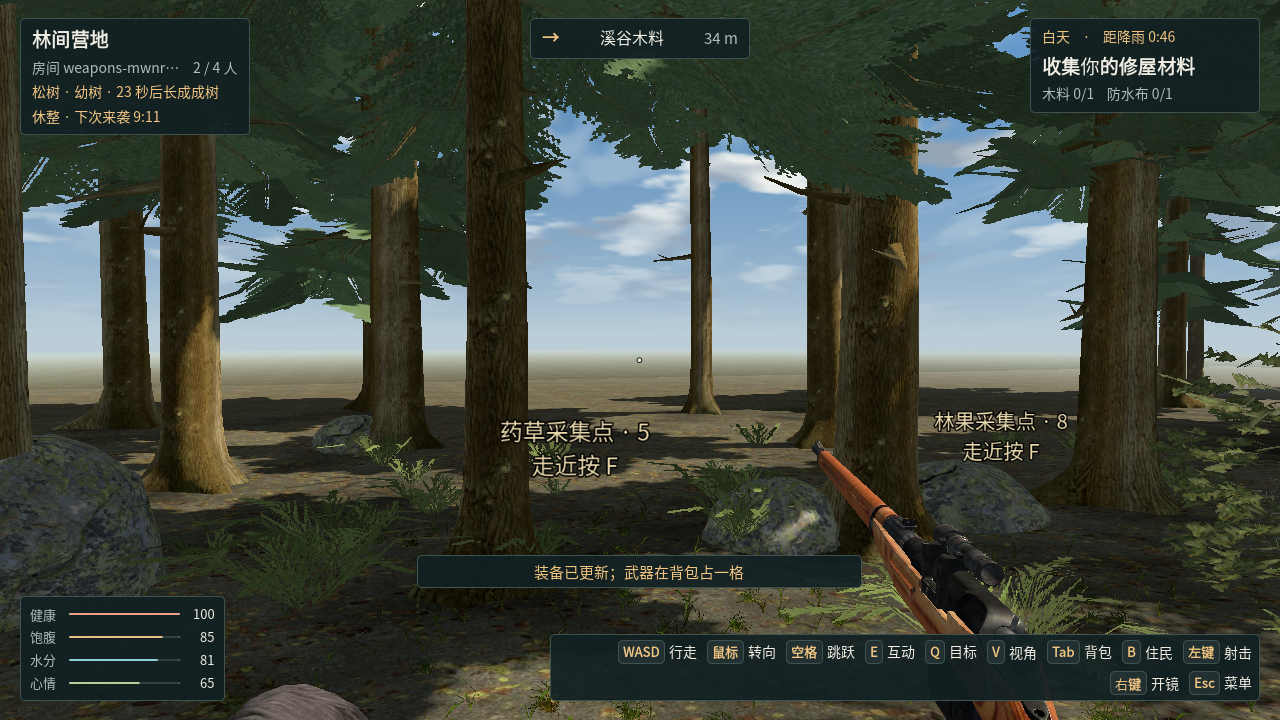 林间营地
房间 weapons-mwnr··· 2 / 4 人
松树 · 幼树 · 23 秒后长成成树
休整 · 下次来袭 9:11
→ 溪谷木料 34 m
白天 · 距降雨 0:46
收集你的修屋材料
木料 0/1 防水布 0/1
药草采集点 · 5
走近按 F
林果采集点 · 8
走近按 F
装备已更新；武器在背包占一格
健康 100
饱腹 85
水分 81
心情 65
WASD 行走 鼠标 转向 空格 跳跃 E 互动 Q 目标 V 视角 Tab 背包 B 住民 左键 射击
右键 开镜 Esc 菜单